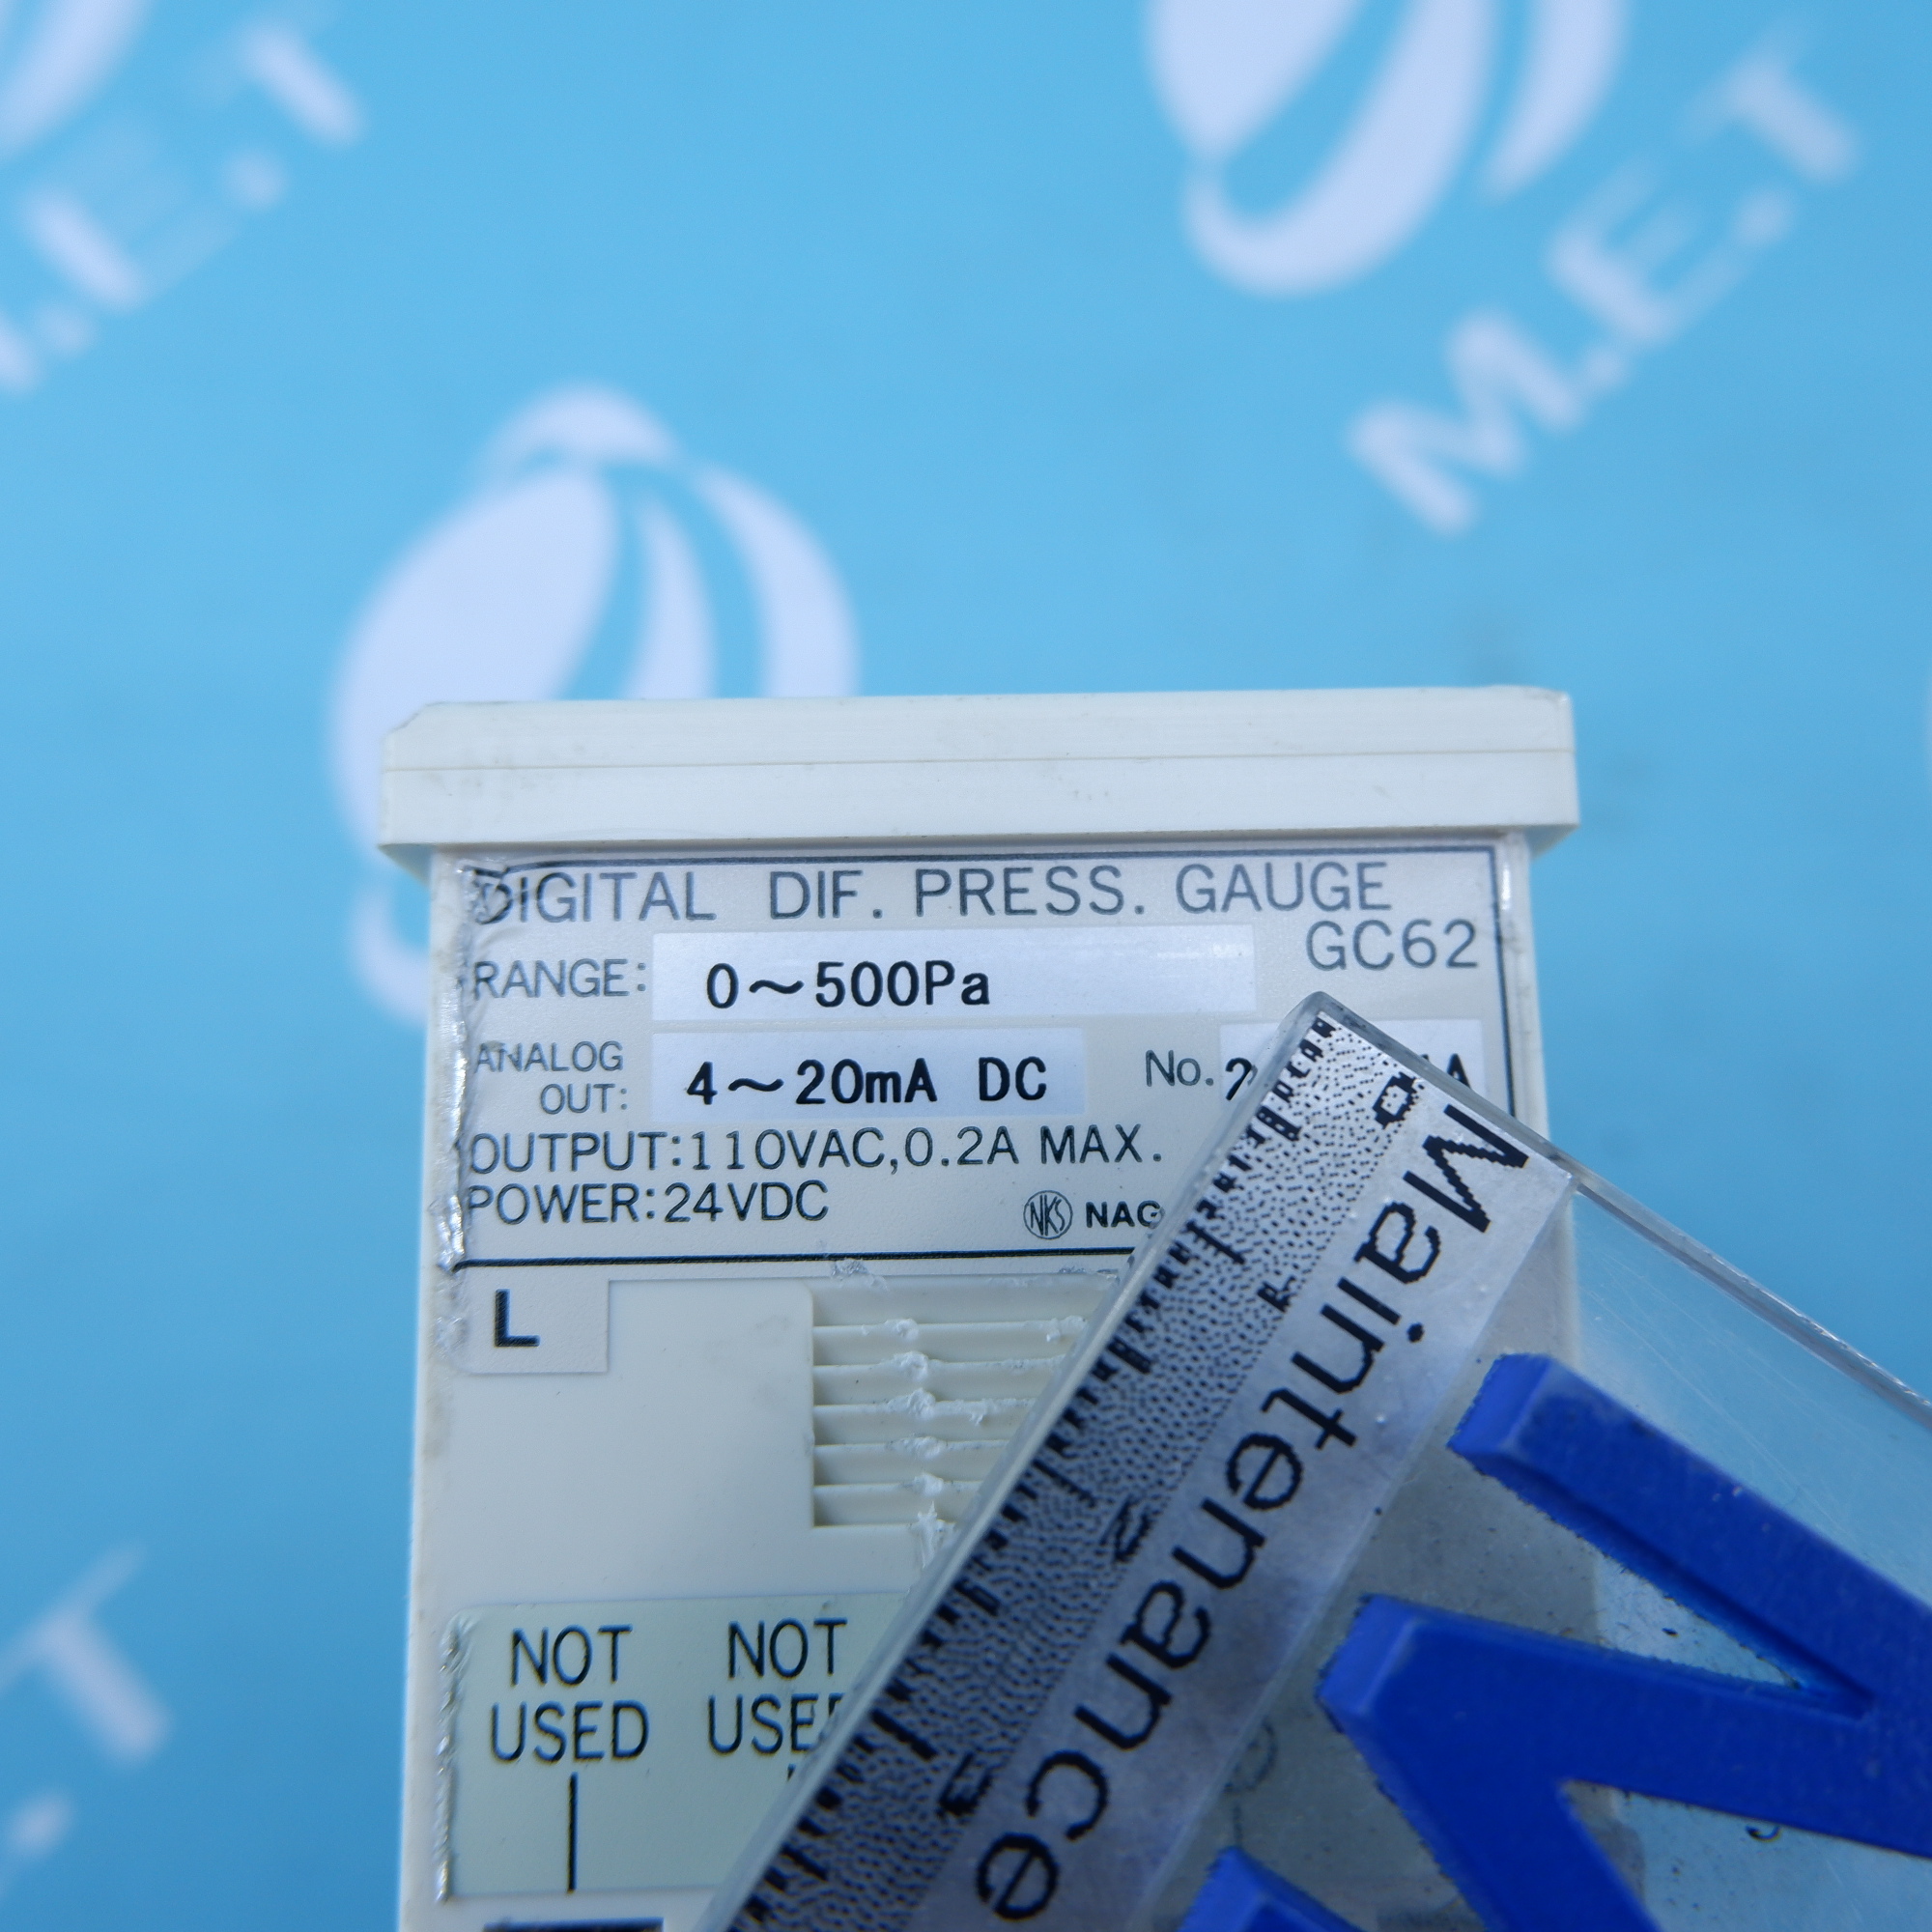 M.E.T
M.E.T
DIGITAL DIF. PRESS. GAUGE
GC62
RANGE: 0～500Pa
ANALOG OUT: 4～20mA DC No.
OUTPUT:110VAC,0.2A MAX.
POWER:24VDC NKS
L
NOT NOT
USED USED
Maintenance